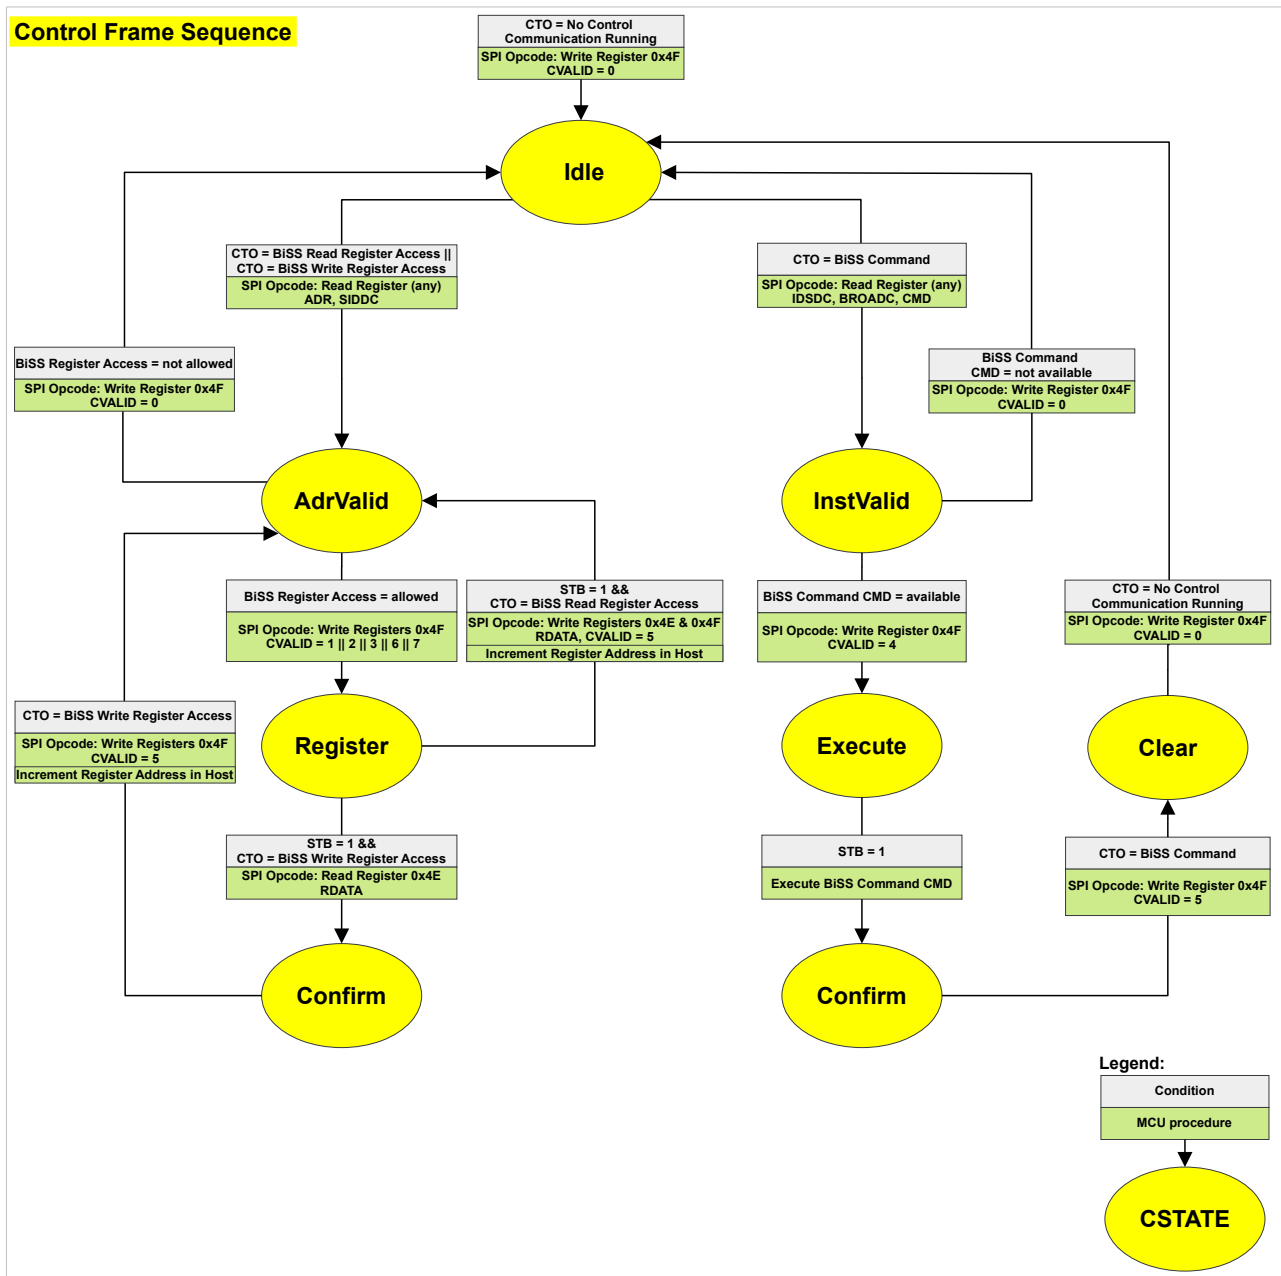 Control Frame Sequence
CTO = No Control
Communication Running
SPI Opcode: Write Register 0x4F
CVALID = 0
Idle
CTO = BiSS Read Register Access ||
CTO = BiSS Write Register Access
SPI Opcode: Read Register (any)
ADR, SIDDC
CTO = BiSS Command
SPI Opcode: Read Register (any)
IDSDC, BROADC, CMD
BiSS Register Access = not allowed
SPI Opcode: Write Register 0x4F
CVALID = 0
BiSS Command
CMD = not available
SPI Opcode: Write Register 0x4F
CVALID = 0
AdrValid
InstValid
BiSS Register Access = allowed
SPI Opcode: Write Registers 0x4F
CVALID = 1 || 2 || 3 || 6 || 7
STB = 1 &&
CTO = BiSS Read Register Access
SPI Opcode: Write Registers 0x4E & 0x4F
RDATA, CVALID = 5
Increment Register Address in Host
BiSS Command CMD = available
SPI Opcode: Write Register 0x4F
CVALID = 4
CTO = No Control
Communication Running
SPI Opcode: Write Register 0x4F
CVALID = 0
CTO = BiSS Write Register Access
SPI Opcode: Write Registers 0x4F
CVALID = 5
Increment Register Address in Host
Register
Execute
Clear
STB = 1 &&
CTO = BiSS Write Register Access
SPI Opcode: Read Register 0x4E
RDATA
STB = 1
Execute BiSS Command CMD
CTO = BiSS Command
SPI Opcode: Write Register 0x4F
CVALID = 5
Confirm
Confirm
Legend:
Condition
MCU procedure
CSTATE